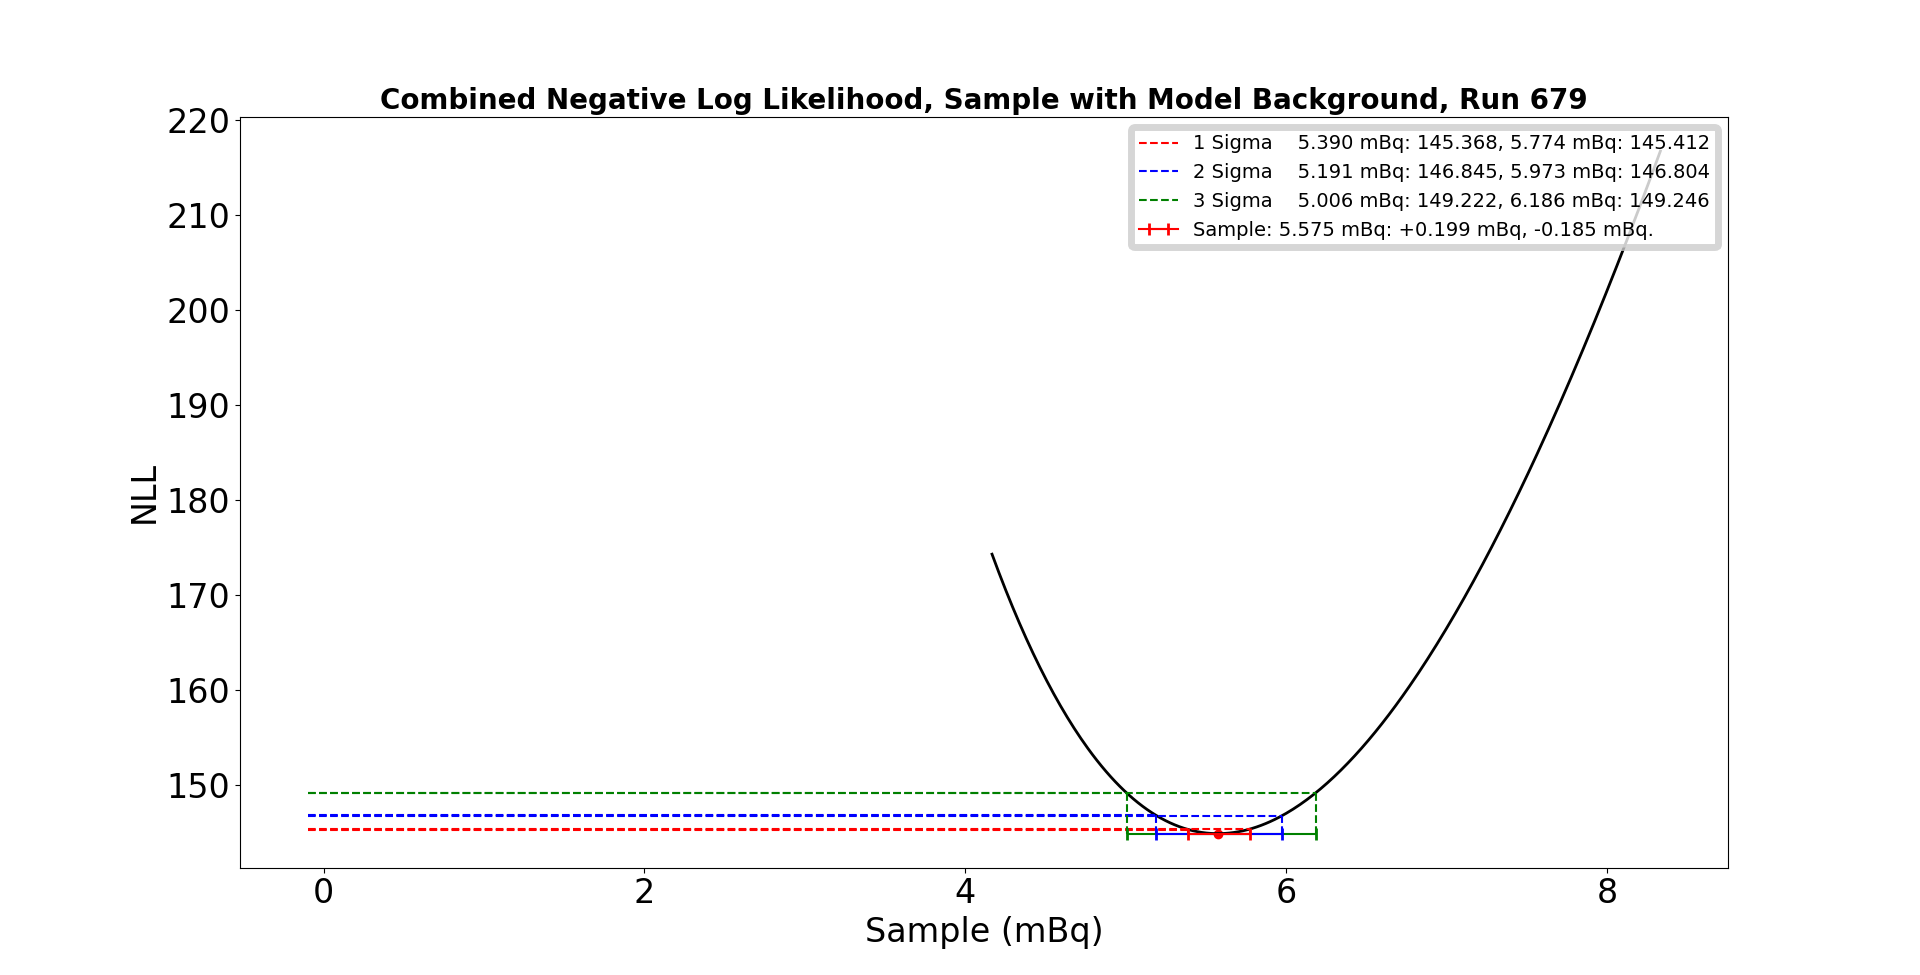 Combined Negative Log Likelihood, Sample with Model Background, Run 679
1 Sigma    5.390 mBq: 145.368, 5.774 mBq: 145.412
2 Sigma    5.191 mBq: 146.845, 5.973 mBq: 146.804
3 Sigma    5.006 mBq: 149.222, 6.186 mBq: 149.246
Sample: 5.575 mBq: +0.199 mBq, -0.185 mBq.
220
210
200
190
180
170
160
150
NLL
0 2 4 6 8
Sample (mBq)